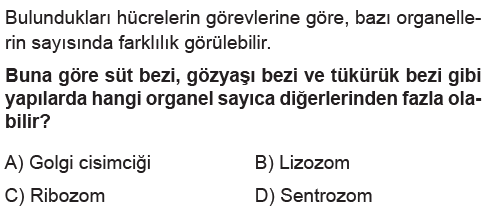 Bulundukları hücrelerin görevlerine göre, bazı organelle-
rin sayısında farklılık görülebilir.
Buna göre süt bezi, gözyaşı bezi ve tükürük bezi gibi
yapılarda hangi organel sayıca diğerlerinden fazla ola-
bilir?
A) Golgi cisimciği B) Lizozom
C) Ribozom D) Sentrozom